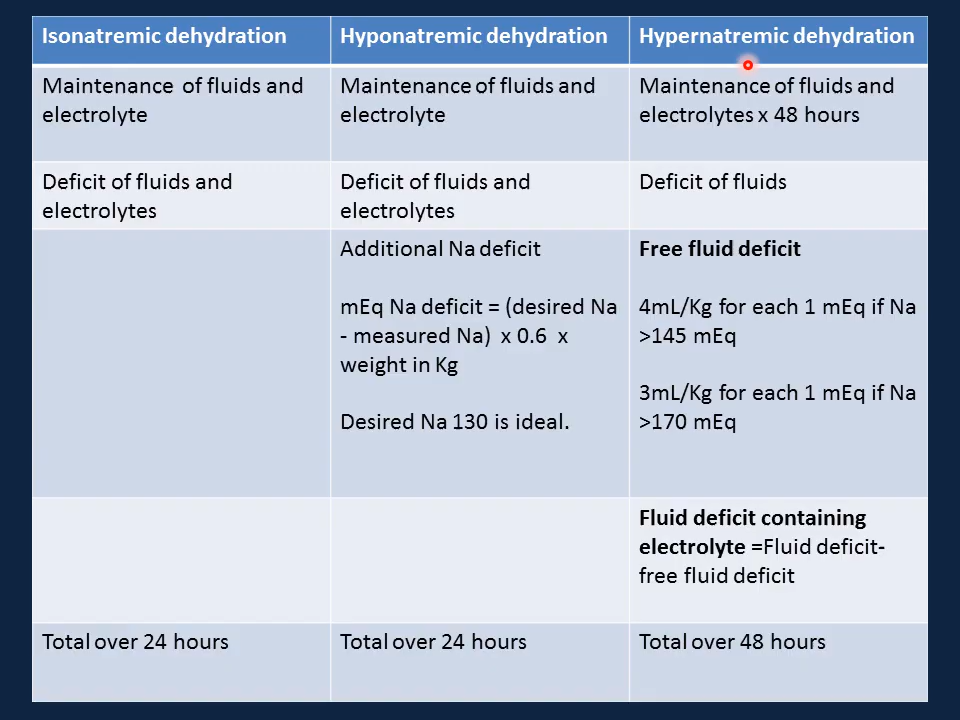 Isonatremic dehydration
Hyponatremic dehydration
Hypernatremic dehydration
Maintenance of fluids and
electrolyte
Maintenance of fluids and
electrolyte
Maintenance of fluids and
electrolytes x 48 hours
Deficit of fluids and
electrolytes
Deficit of fluids and
electrolytes
Deficit of fluids
Additional Na deficit
mEq Na deficit = (desired Na
- measured Na) x 0.6 x
weight in Kg
Desired Na 130 is ideal.
Free fluid deficit
4mL/Kg for each 1 mEq if Na
>145 mEq
3mL/Kg for each 1 mEq if Na
>170 mEq
Fluid deficit containing
electrolyte =Fluid deficit-
free fluid deficit
Total over 24 hours
Total over 24 hours
Total over 48 hours